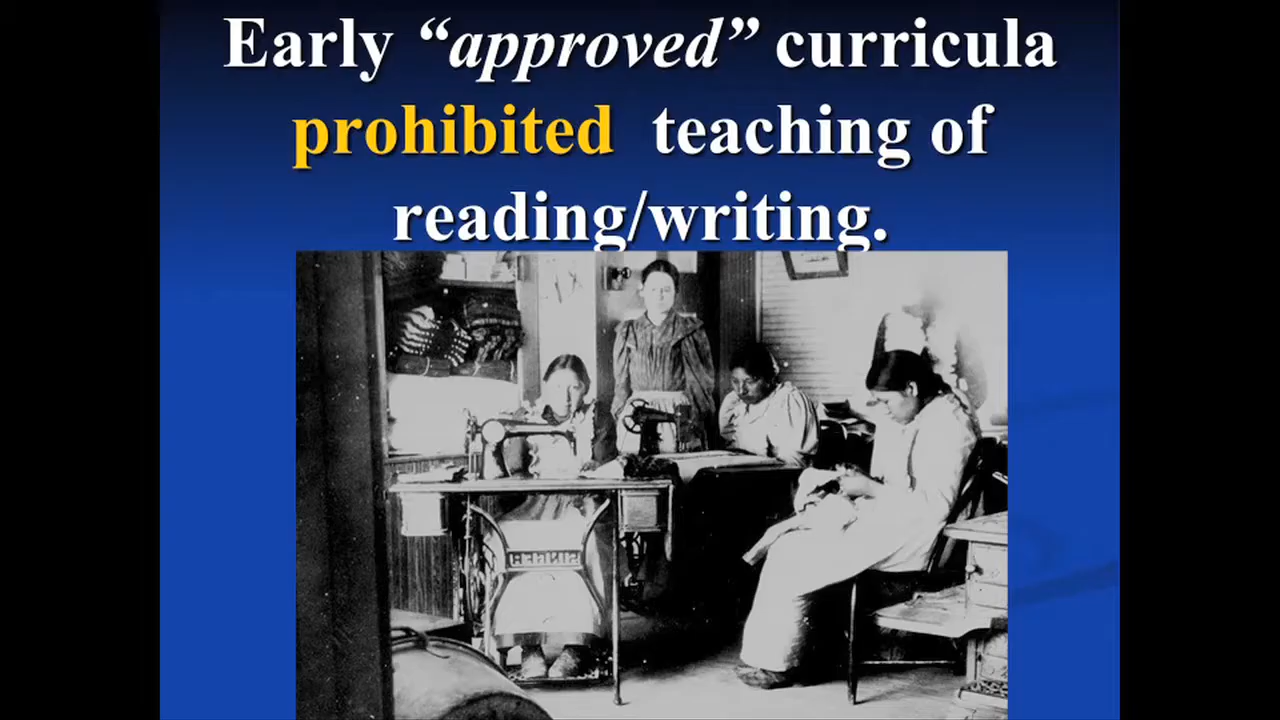 Early “approved” curricula
prohibited teaching of
reading/writing.